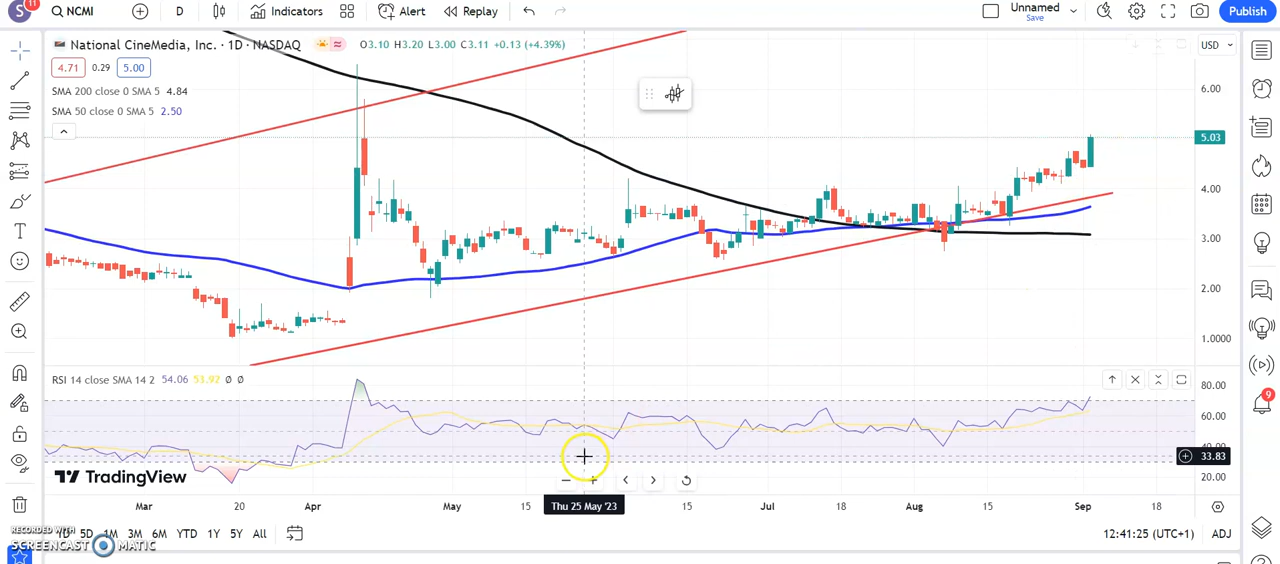 S 11 NCMI D Indicators Alert Replay Unnamed Save Publish
National CineMedia, Inc. · 1D · NASDAQ O3.10 H3.20 L3.00 C3.11 +0.13 (+4.39%) USD
4.71 0.29 5.00
SMA 200 close 0 SMA 5 4.84
SMA 50 close 0 SMA 5 2.50
6.00
5.03
4.00
3.00
2.00
1.0000
RSI 14 close SMA 14 2 54.06 53.92 Ø Ø
80.00
60.00
40.00
33.83
20.00
9
TradingView
Mar 20 Apr 17 May 15 Thu 25 May '23 15 Jul 18 Aug 15 Sep 18
RECORDED WITH
SCREENCAST MATIC
1D 5D 1M 3M 6M YTD 1Y 5Y All 12:41:25 (UTC+1) ADJ